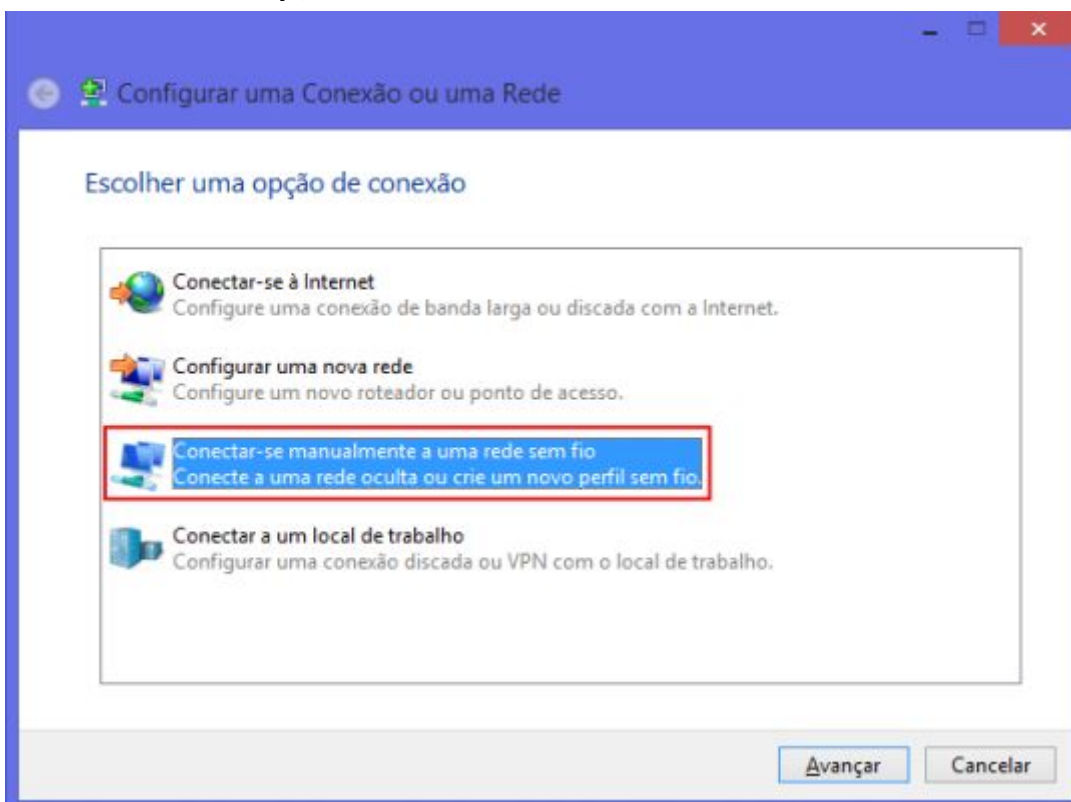 Configurar uma Conexão ou uma Rede
Escolher uma opção de conexão
Conectar-se à Internet
Configure uma conexão de banda larga ou discada com a Internet.
Configurar uma nova rede
Configure um novo roteador ou ponto de acesso.
Conectar-se manualmente a uma rede sem fio
Conecte a uma rede oculta ou crie um novo perfil sem fio.
Conectar a um local de trabalho
Configurar uma conexão discada ou VPN com o local de trabalho.
Avançar
Cancelar